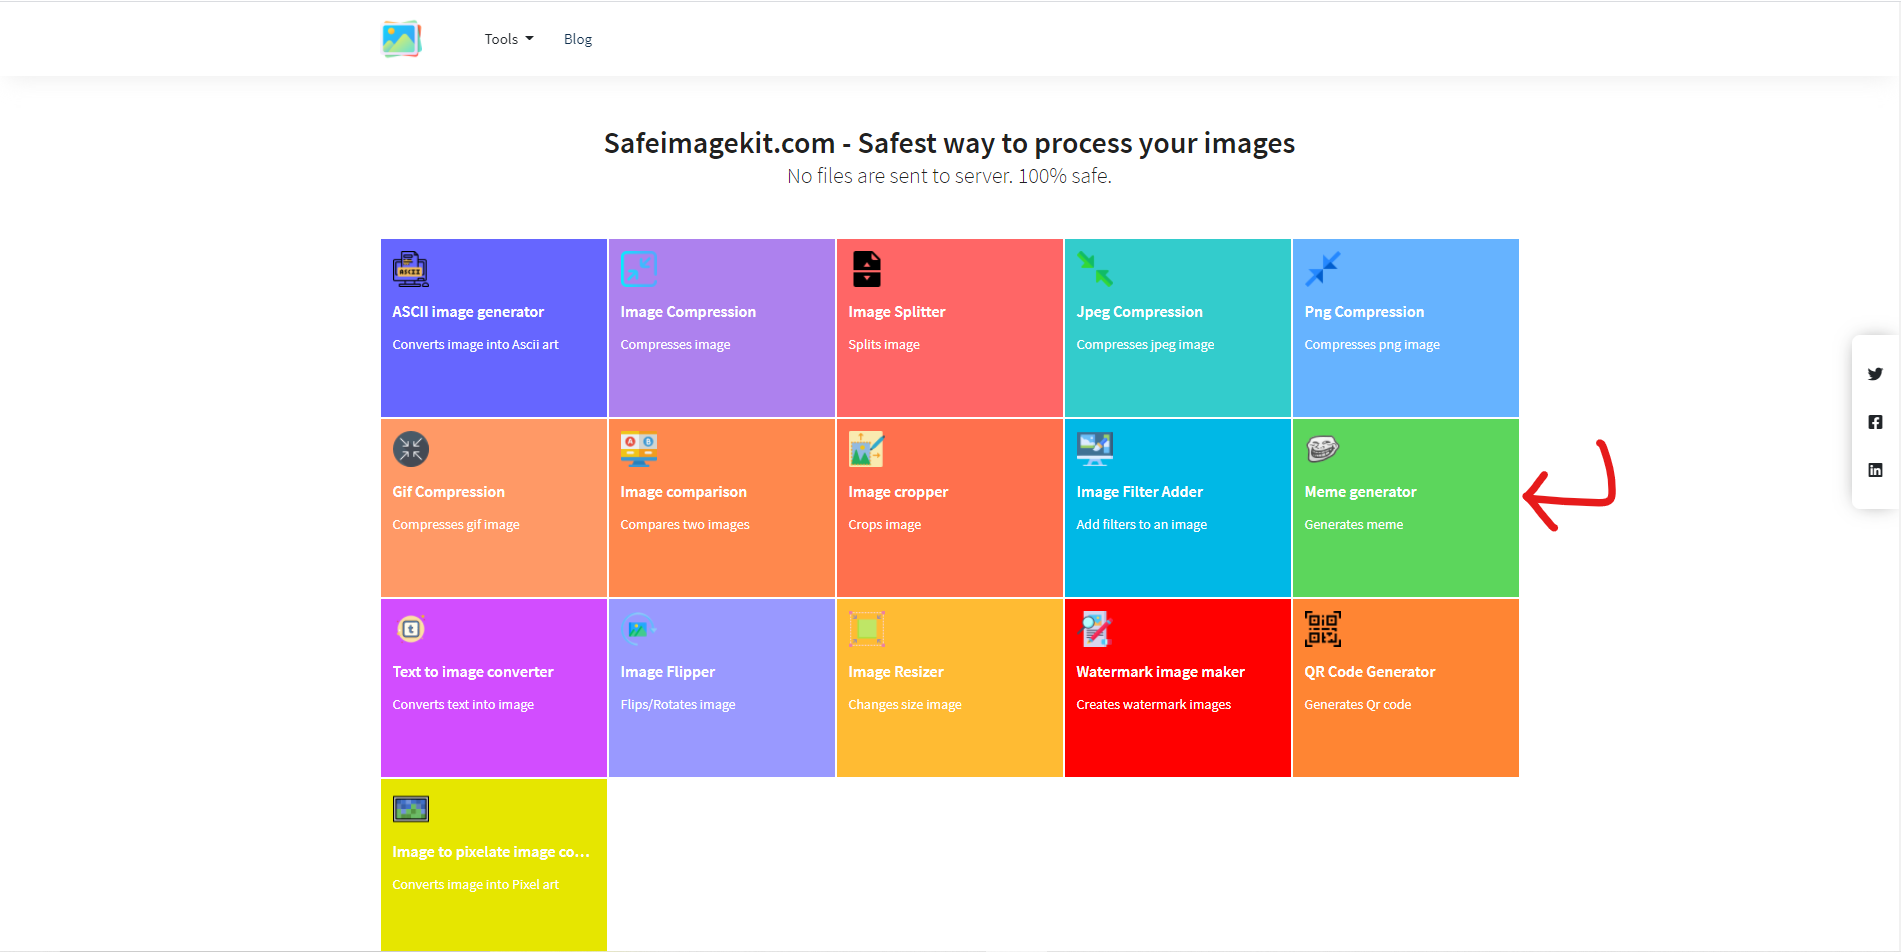 Tools Blog
Safeimagekit.com - Safest way to process your images
No files are sent to server. 100% safe.
ASCII
ASCII image generator
Converts image into Ascii art
Image Compression
Compresses image
Image Splitter
Splits image
Jpeg Compression
Compresses jpeg image
Png Compression
Compresses png image
Gif Compression
Compresses gif image
A B
Image comparison
Compares two images
Image cropper
Crops image
Image Filter Adder
Add filters to an image
Meme generator
Generates meme
t
Text to image converter
Converts text into image
Image Flipper
Flips/Rotates image
Image Resizer
Changes size image
Watermark image maker
Creates watermark images
QR Code Generator
Generates Qr code
Image to pixelate image co...
Converts image into Pixel art